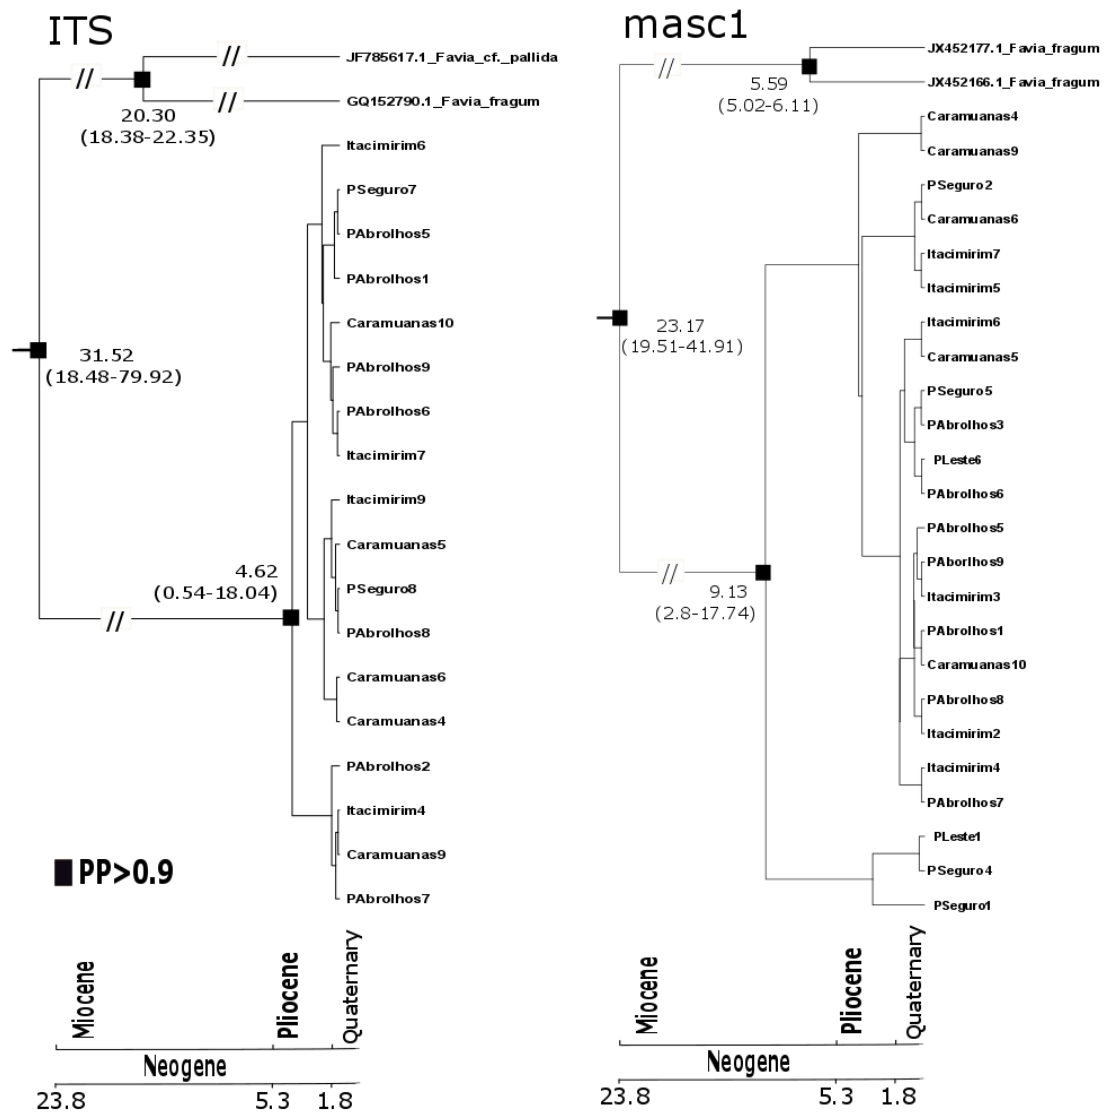 ITS
JF785617.1_Favia_cf._pallida
GQ152790.1_Favia_fragum
20.30
(18.38-22.35)
Itacimirim6
PSeguro7
PAbrolhos5
PAbrolhos1
Caramuanas10
31.52
(18.48-79.92)
PAbrolhos9
PAbrolhos6
Itacimirim7
Itacimirim9
Caramuanas5
4.62
(0.54-18.04)
PSeguro8
PAbrolhos8
Caramuanas6
Caramuanas4
PAbrolhos2
Itacimirim4
Caramuanas9
PAbrolhos7
PP>0.9
Miocene
Pliocene
Quaternary
Neogene
23.8 5.3 1.8
masc1
JX452177.1_Favia_fragum
JX452166.1_Favia_fragum
5.59
(5.02-6.11)
Caramuanas4
Caramuanas9
PSeguro2
Caramuanas6
Itacimirim7
Itacimirim5
23.17
(19.51-41.91)
Itacimirim6
Caramuanas5
PSeguro5
PAbrolhos3
PLeste6
PAbrolhos6
PAbrolhos5
PAborlhos9
Itacimirim3
9.13
(2.8-17.74)
PAbrolhos1
Caramuanas10
PAbrolhos8
Itacimirim2
Itacimirim4
PAbrolhos7
PLeste1
PSeguro4
PSeguro1
Miocene
Pliocene
Quaternary
Neogene
23.8 5.3 1.8